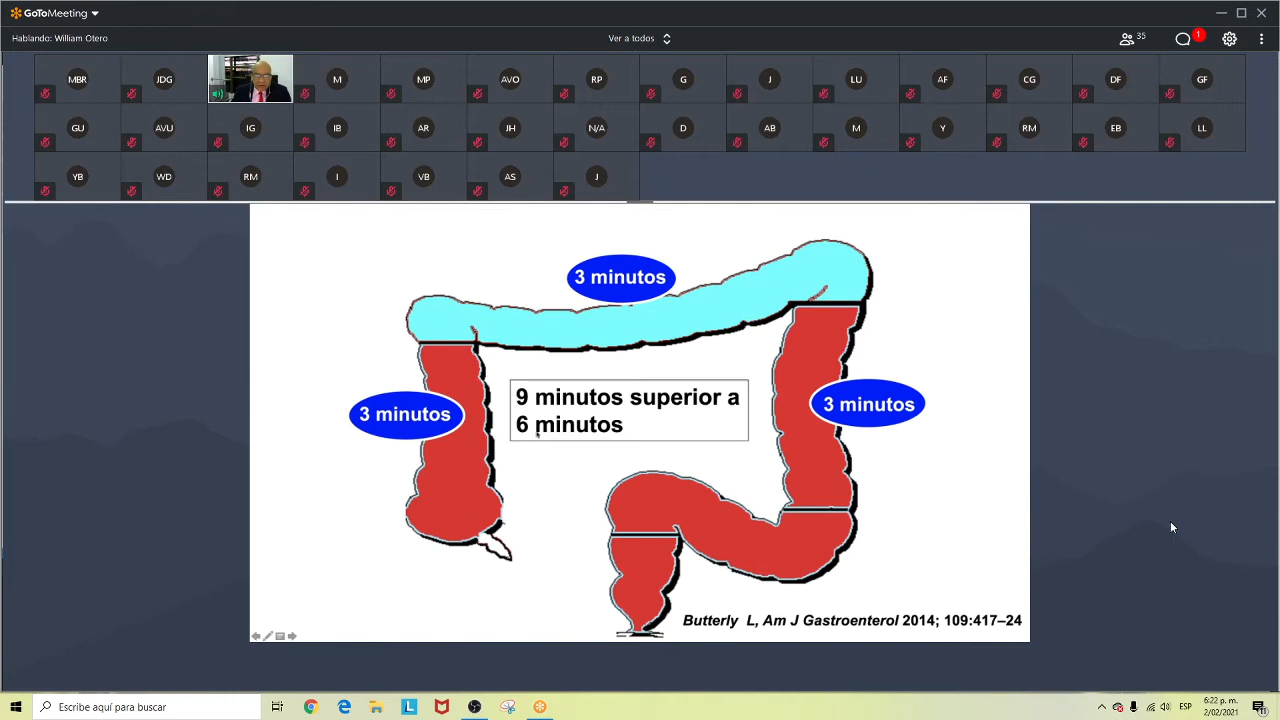 GoToMeeting
Hablando: William Otero
Ver a todos
35
1
MBR
JDG
M
MP
AVO
RP
G
J
LU
AF
CG
DF
GF
GU
AVU
IG
IB
AR
JH
N/A
D
AB
M
Y
RM
EB
LL
YB
WD
RM
I
VB
AS
J
3 minutos
3 minutos
9 minutos superior a
6 minutos
3 minutos
Butterly L, Am J Gastroenterol 2014; 109:417–24
Escribe aquí para buscar
L
ESP
6:22 p. m.
2/02/2021
11